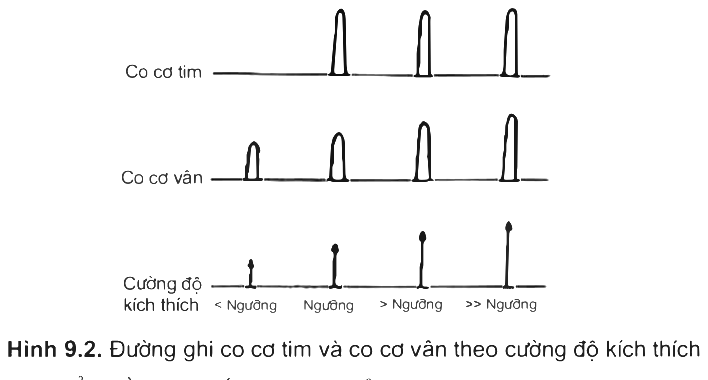 Co cơ tim
Co cơ vân
Cường độ
kích thích
< Ngưỡng Ngưỡng > Ngưỡng >> Ngưỡng
Hình 9.2. Đường ghi co cơ tim và co cơ vân theo cường độ kích thích